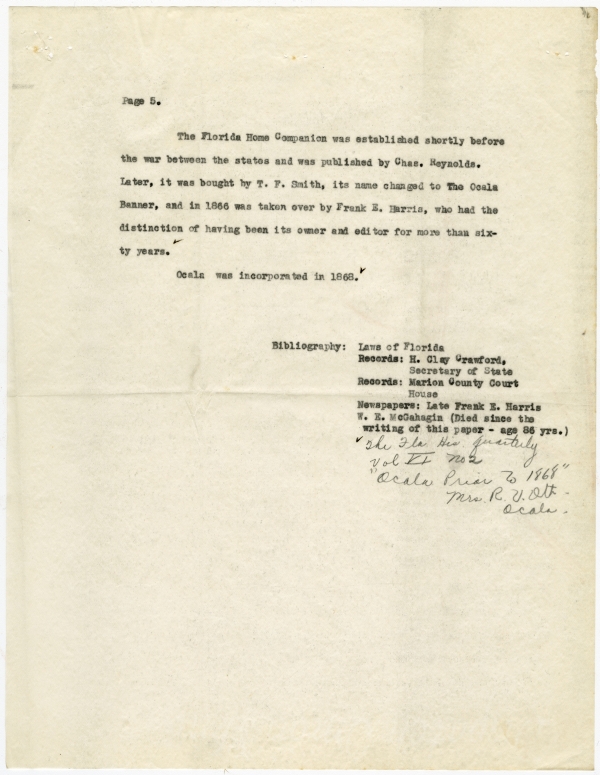 Page 5.
The Florida Home Companion was established shortly before
the war between the states and was published by Chas. Reynolds.
Later, it was bought by T. F. Smith, its name changed to The Ocala
Banner, and in 1866 was taken over by Frank E. Harris, who had the
distinction of having been its owner and editor for more than six-
ty years.
Ocala was incorporated in 1868.
Bibliography: Laws of Florida
Records: H. Clay Crawford,
Secretary of State
Records: Marion County Court
House
Newspapers: Late Frank E. Harris
W. E. McGahagin (Died since the
writing of this paper - age 86 yrs.)
The Fla His. Quarterly
Vol VI No 2
"Ocala Prior To 1868"
Mrs. R. V. Ott -
Ocala -